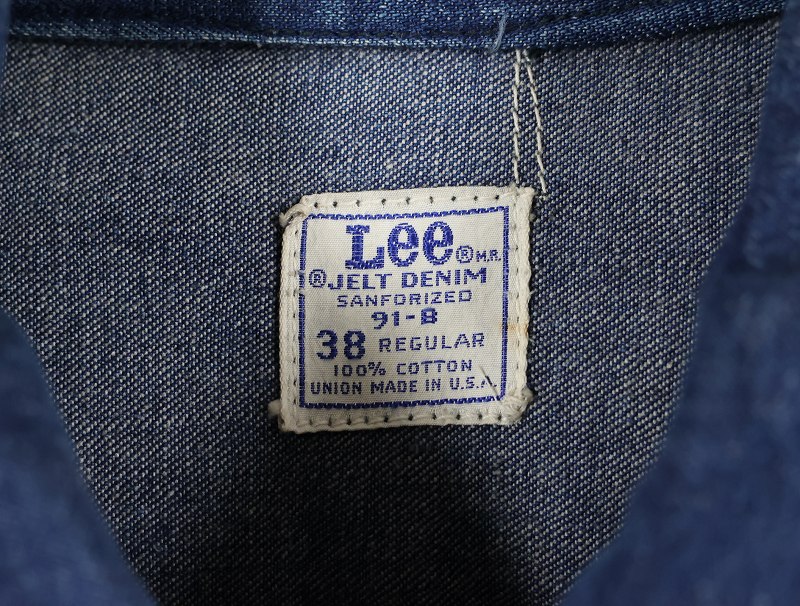 Lee® M.R.
®JELT DENIM
SANFORIZED
91-B
38 REGULAR
100% COTTON
UNION MADE IN U.S.A.